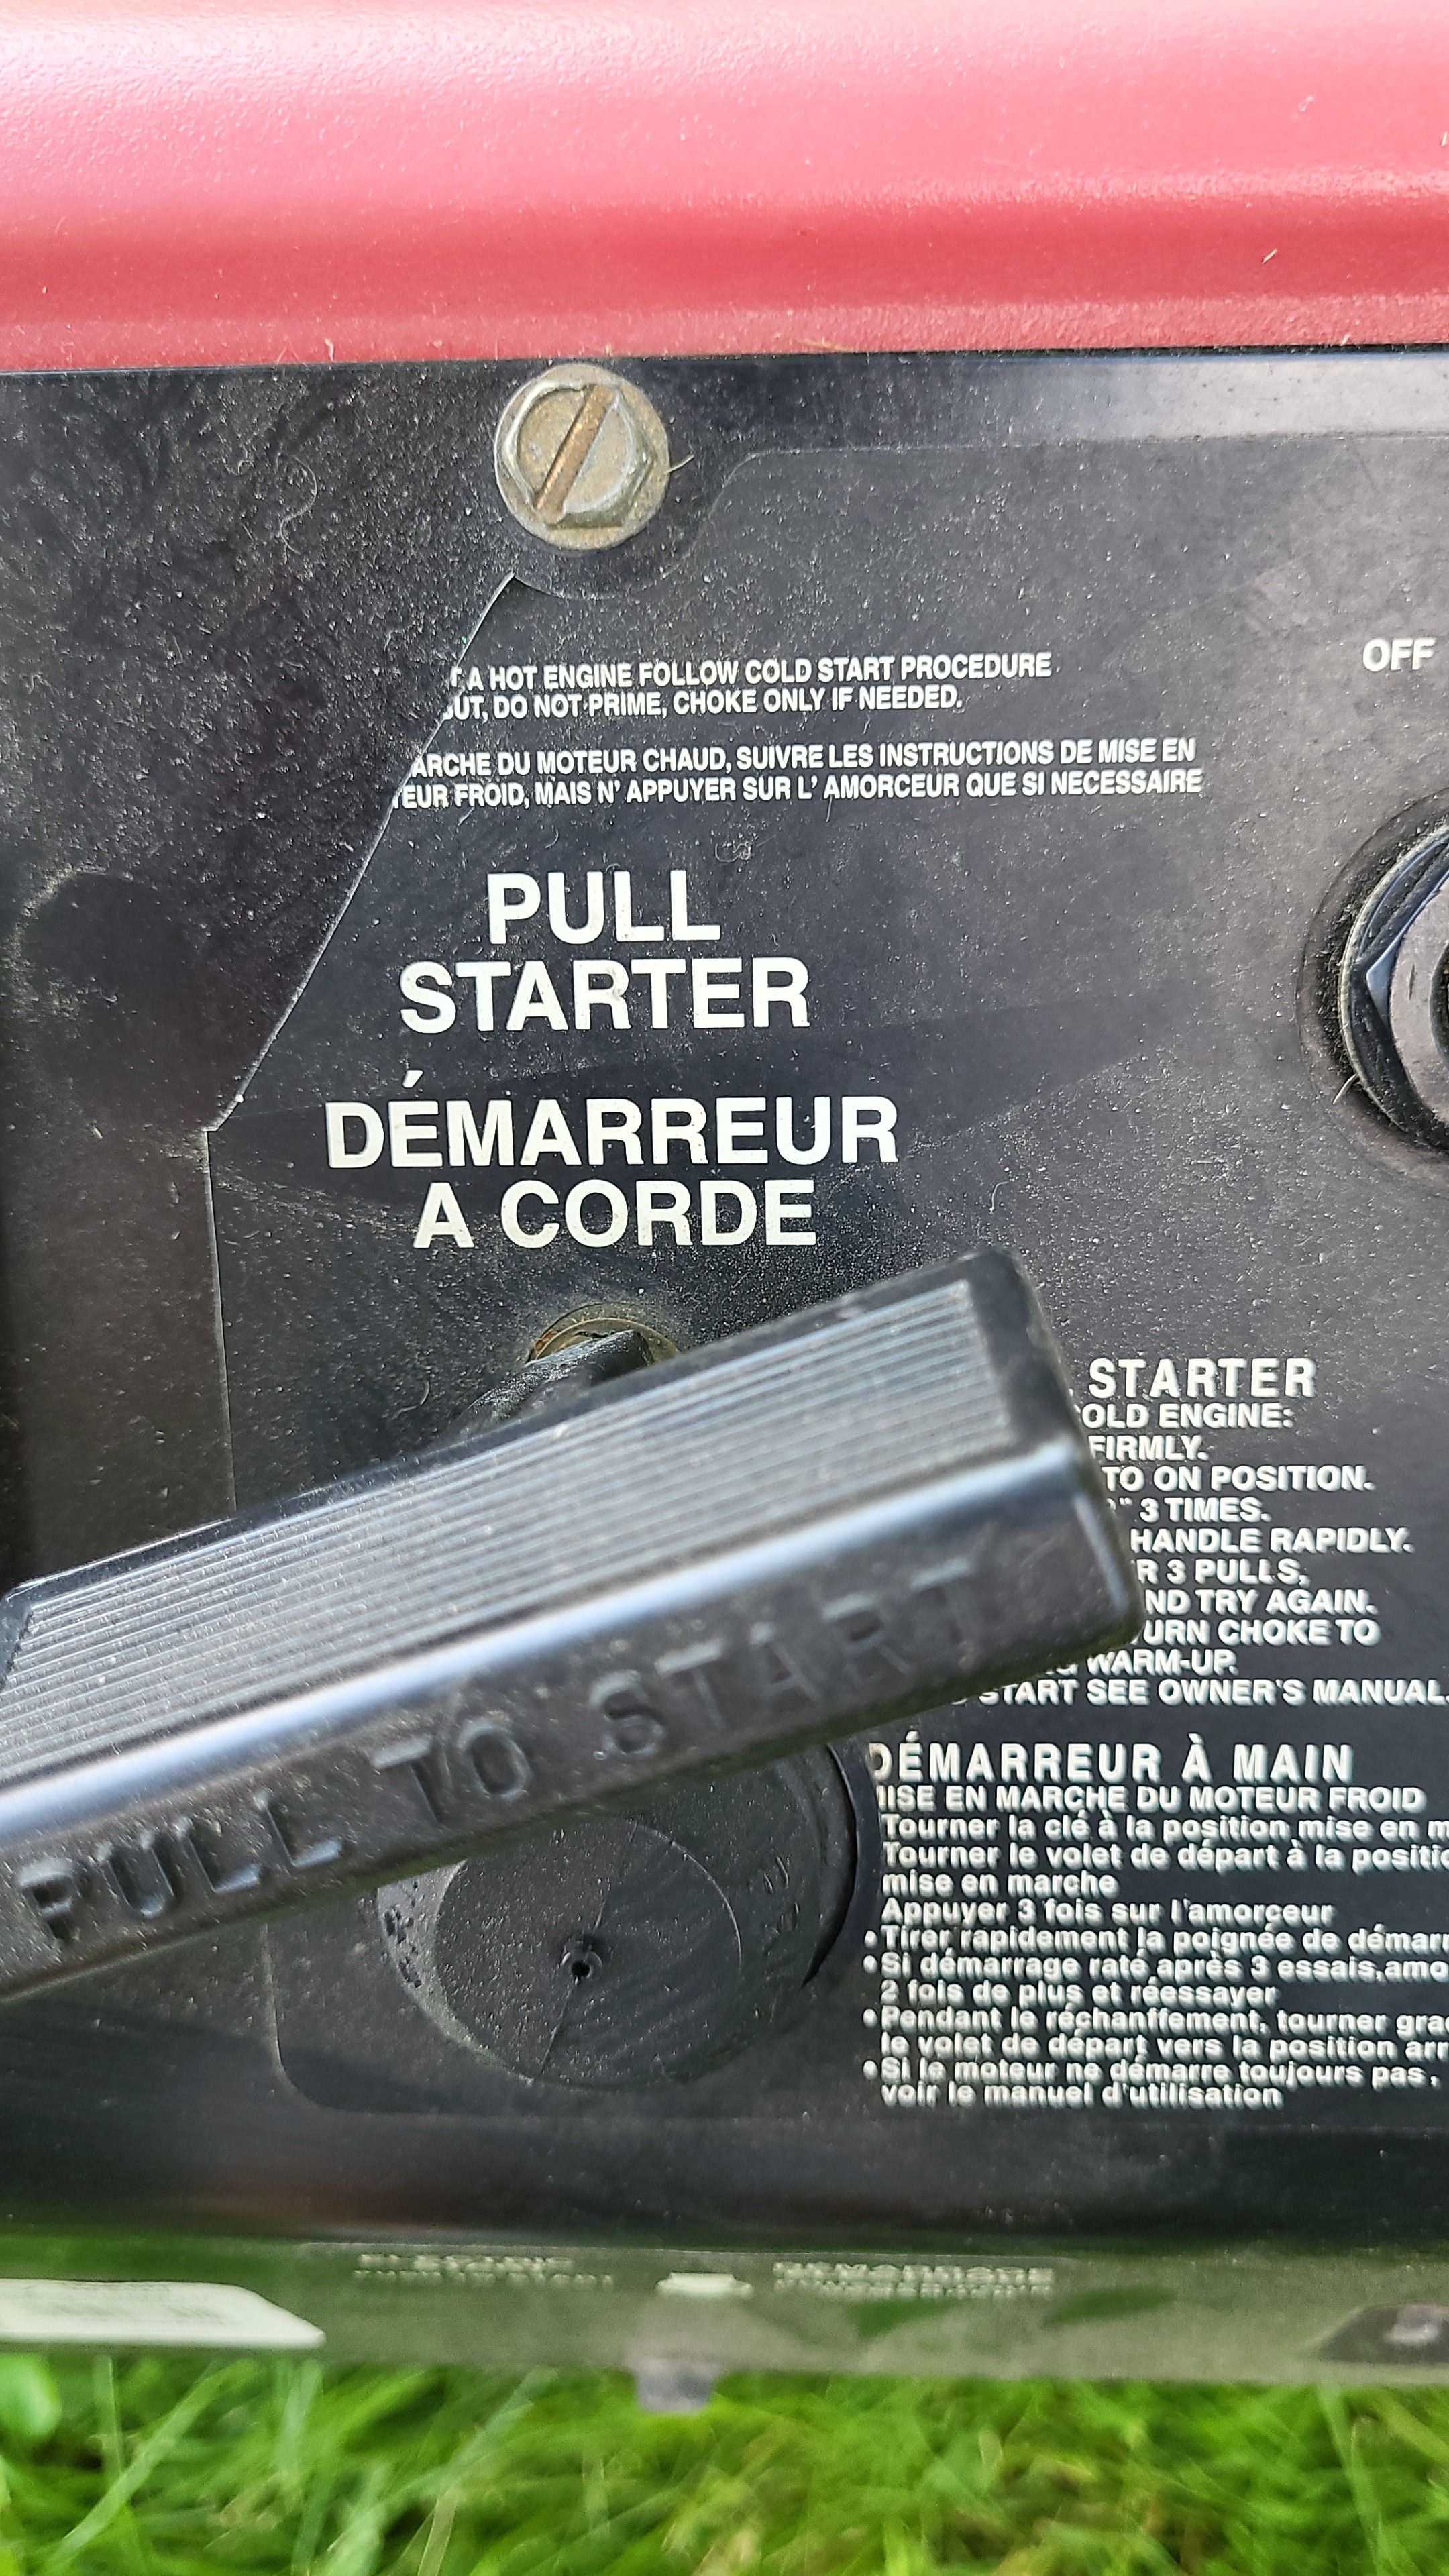 A HOT ENGINE FOLLOW COLD START PROCEDURE
BUT, DO NOT PRIME, CHOKE ONLY IF NEEDED.
ARCHE DU MOTEUR CHAUD, SUIVRE LES INSTRUCTIONS DE MISE EN
TEUR FROID, MAIS N' APPUYER SUR L' AMORCEUR QUE SI NECESSAIRE
OFF
PULL
STARTER
DÉMARREUR
A CORDE
STARTER
OLD ENGINE:
FIRMLY.
TO ON POSITION.
" 3 TIMES.
HANDLE RAPIDLY.
R 3 PULLS,
ND TRY AGAIN.
URN CHOKE TO
G WARM-UP.
START SEE OWNER'S MANUAL.
PULL TO START
DÉMARREUR À MAIN
MISE EN MARCHE DU MOTEUR FROID
Tourner la clé à la position mise en m
Tourner le volet de départ à la positio
mise en marche
Appuyer 3 fois sur l'amorçeur
•Tirer rapidement la poignée de démarr
•Si démarrage raté après 3 essais,amo
2 fois de plus et réessayer
•Pendant le réchanffement, tourner gra
le volet de départ vers la position arr
•Si le moteur ne démarre toujours pas,
voir le manuel d'utilisation